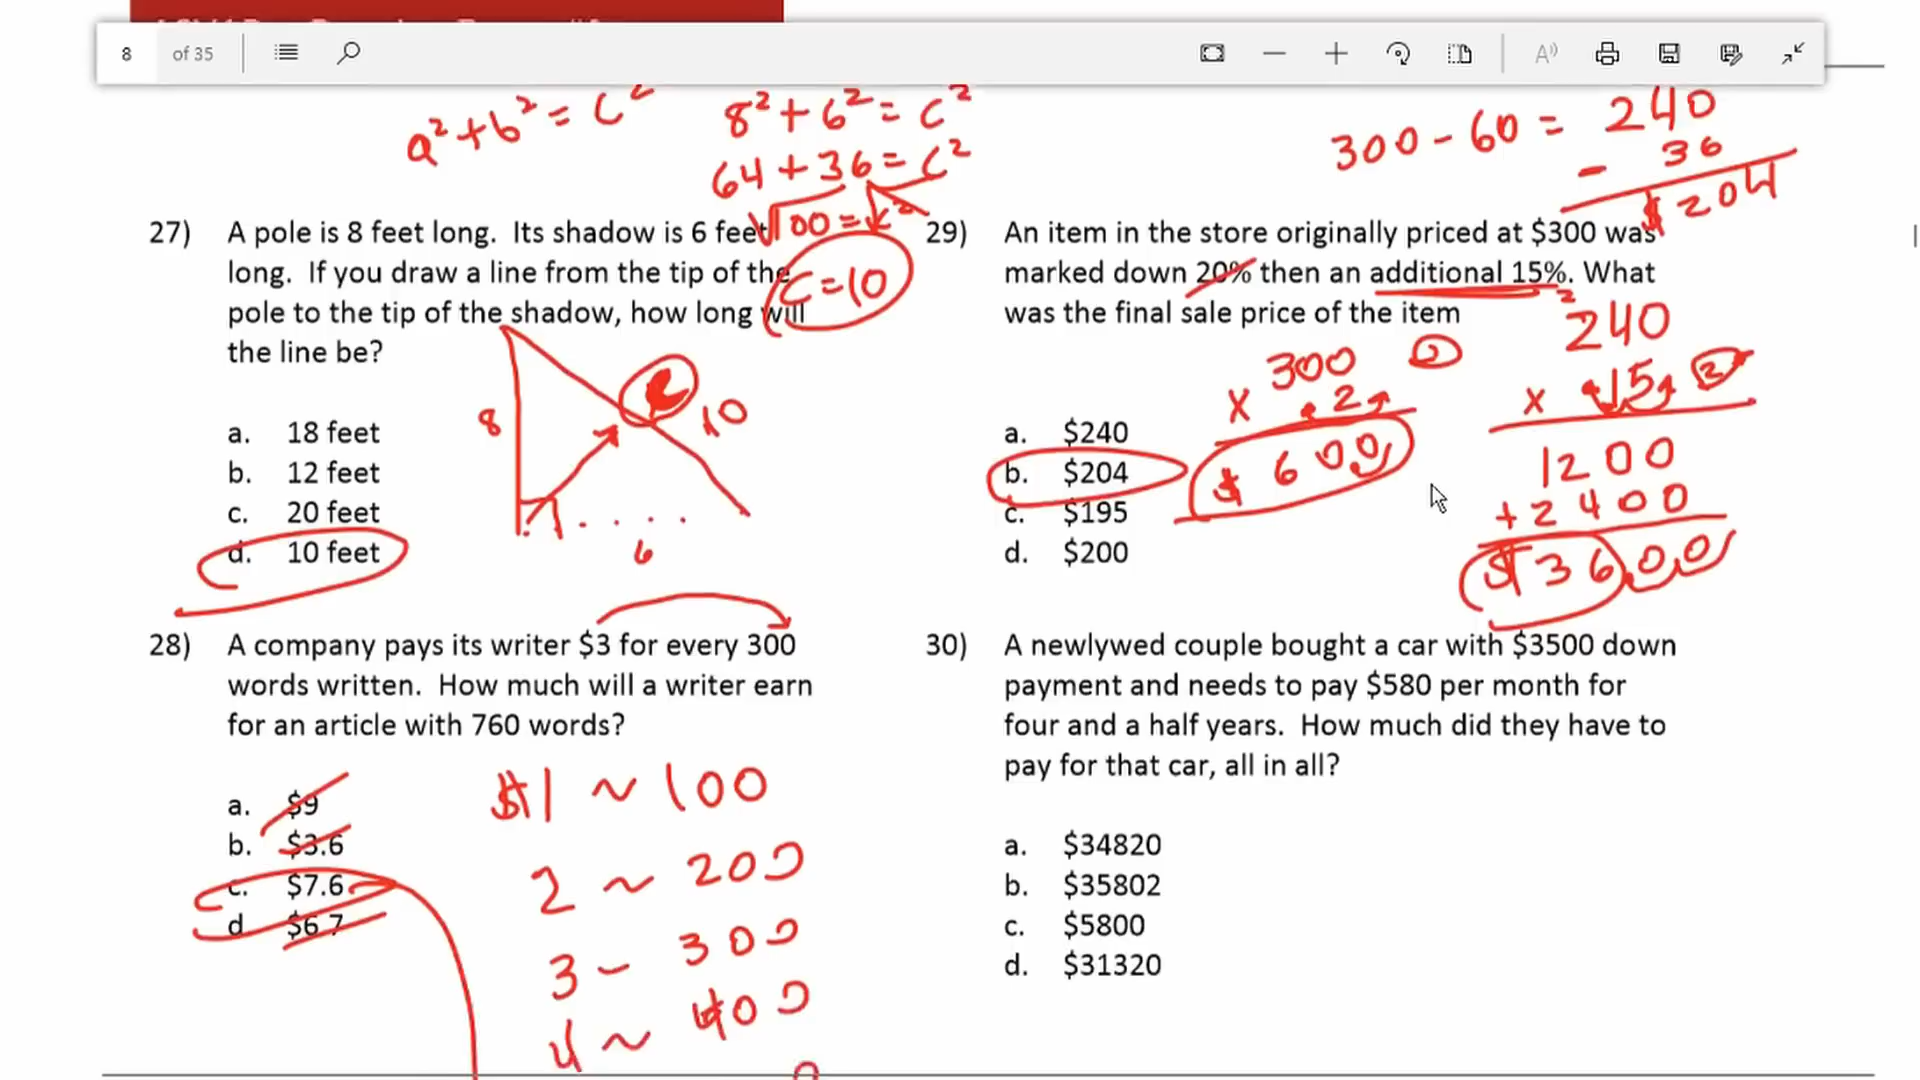 8 of 35
a² + b² = c²
8² + 6² = c²
64 + 36 = c²
√100 = √c²
c = 10
27) A pole is 8 feet long. Its shadow is 6 feet
long. If you draw a line from the tip of the
pole to the tip of the shadow, how long will
the line be?
8
c
10
6
a. 18 feet
b. 12 feet
c. 20 feet
d. 10 feet
28) A company pays its writer $3 for every 300
words written. How much will a writer earn
for an article with 760 words?
a. $9
b. $3.6
c. $7.6
d. $6.7
$1 ~ 100
2 ~ 200
3 - 300
4 ~ 400
300 - 60 = 240
- 36
$204
29) An item in the store originally priced at $300 was
marked down 20% then an additional 15%. What
was the final sale price of the item
a. $240
b. $204
c. $195
d. $200
300
x .2
$600
2
240
x .15
2
1200
+2400
$3600
30) A newlywed couple bought a car with $3500 down
payment and needs to pay $580 per month for
four and a half years. How much did they have to
pay for that car, all in all?
a. $34820
b. $35802
c. $5800
d. $31320